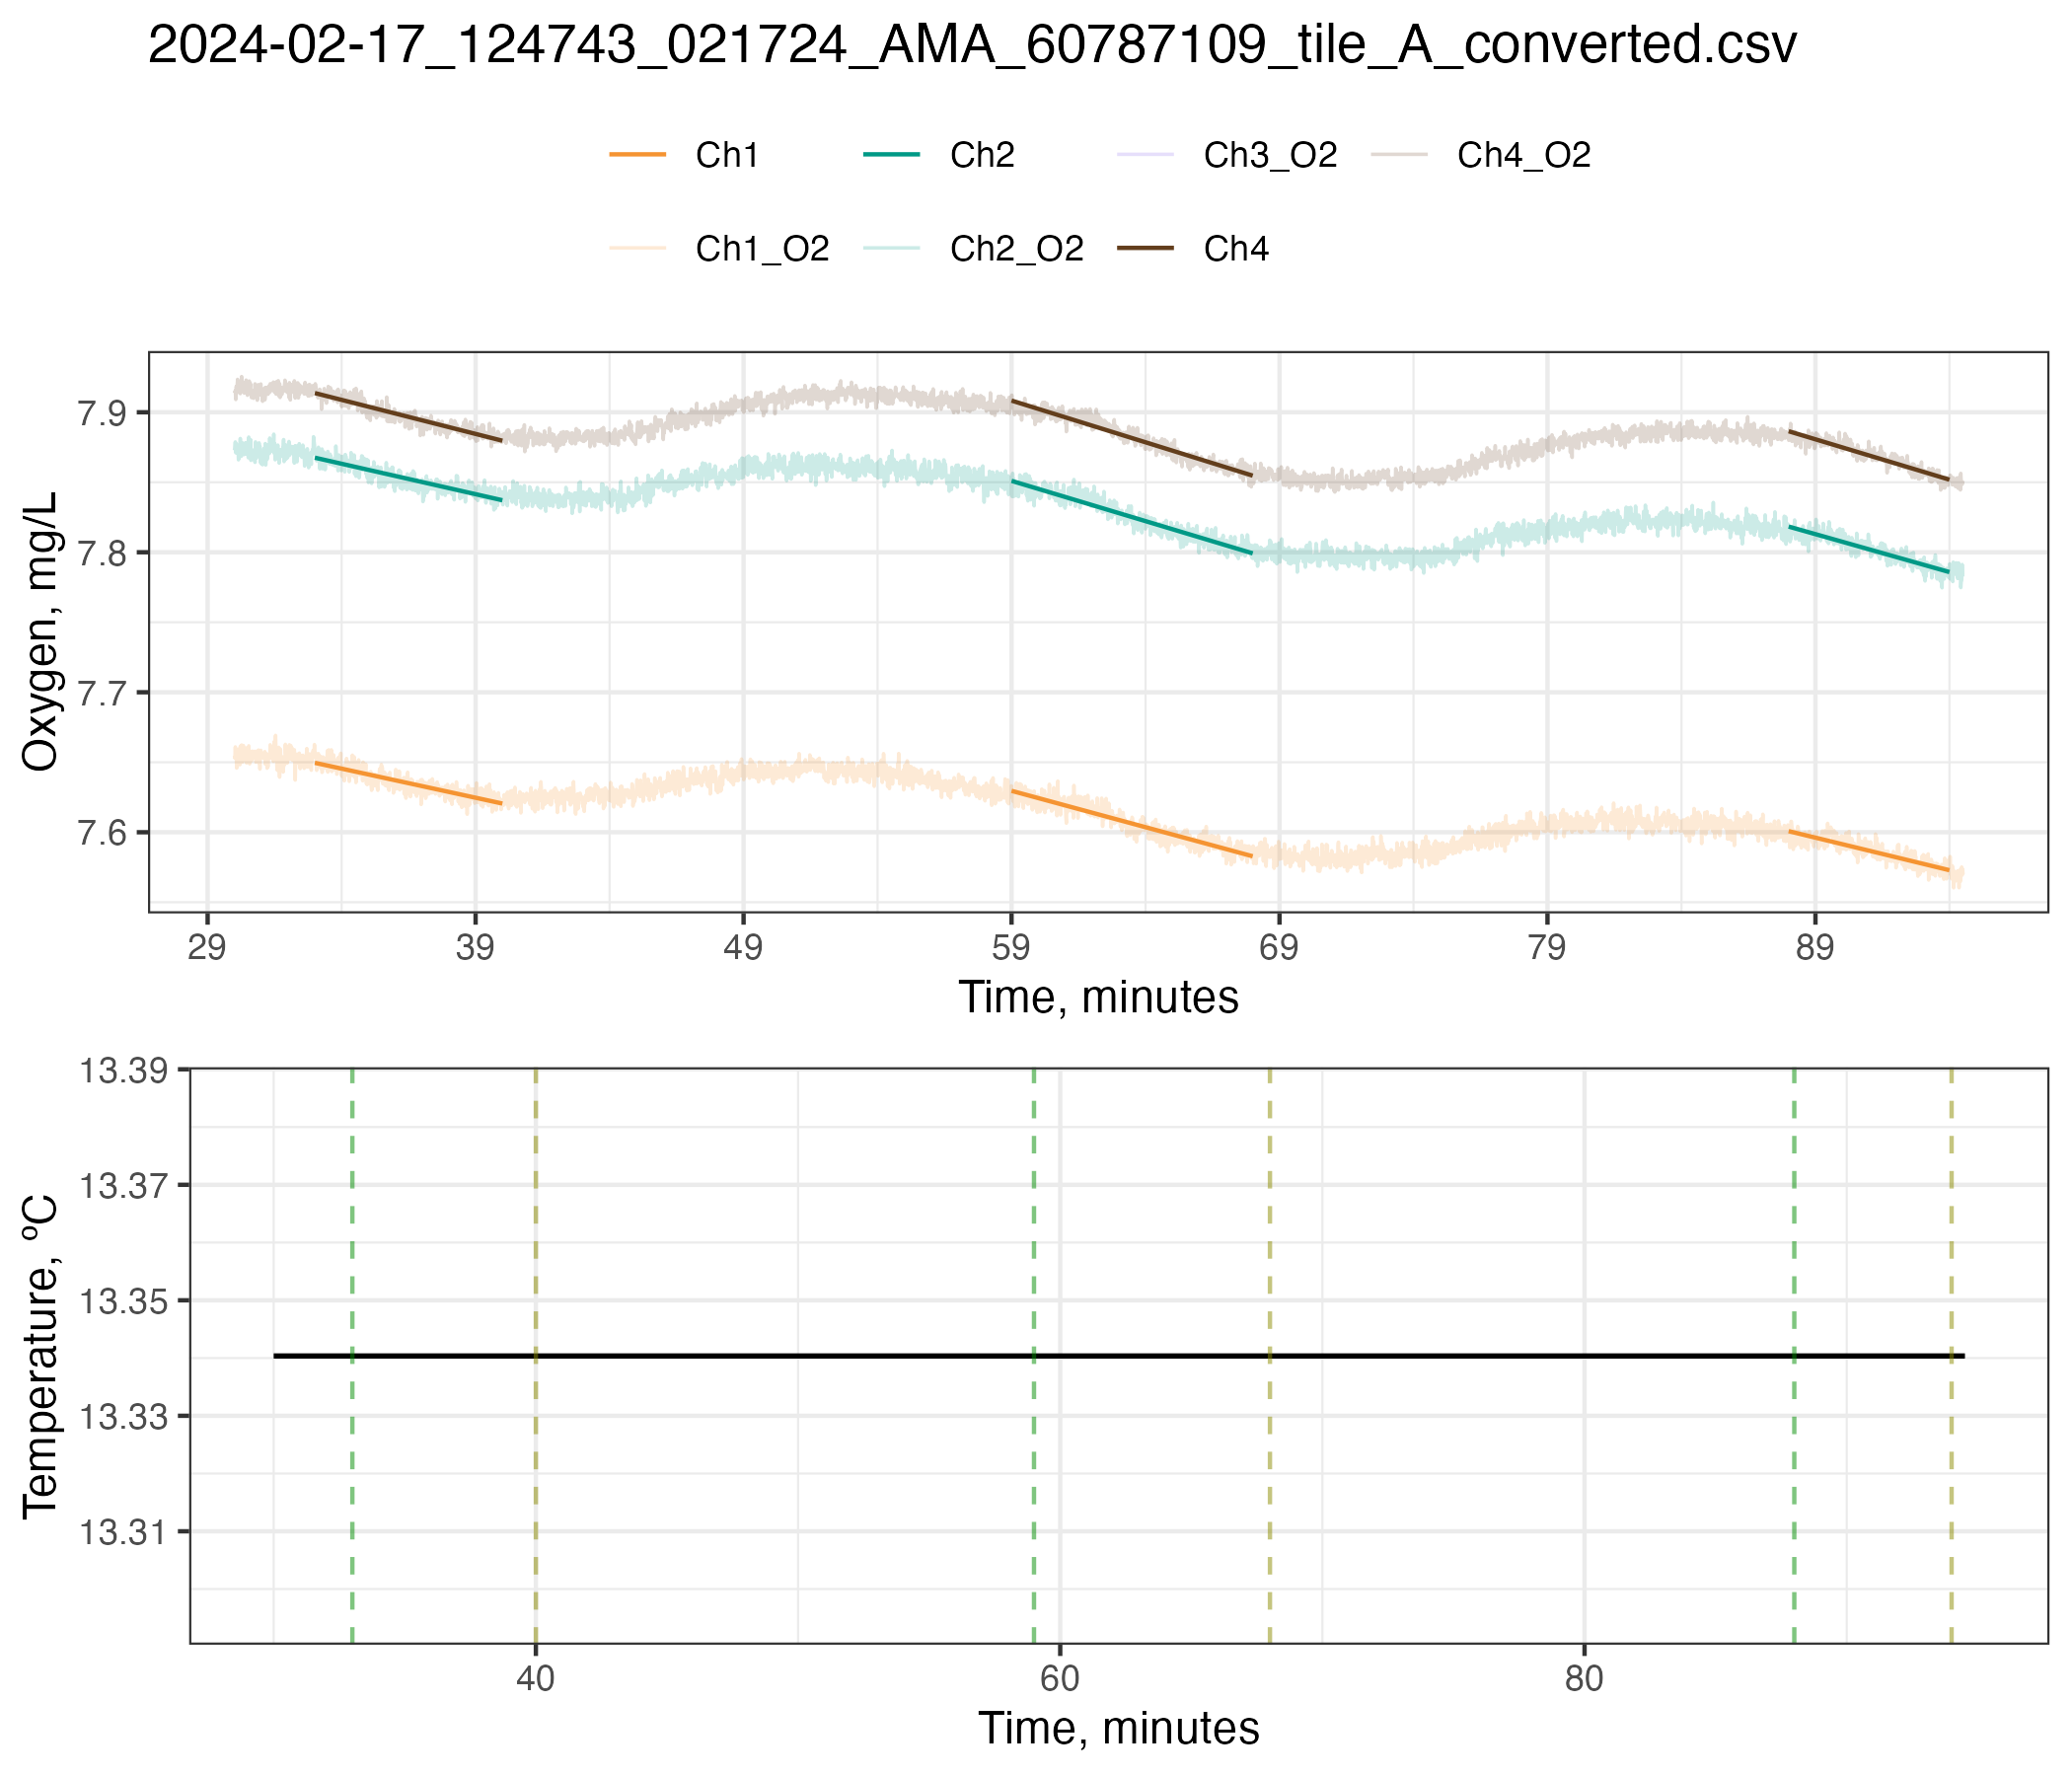 2024-02-17_124743_021724_AMA_60787109_tile_A_converted.csv
Ch1 Ch2 Ch3_O2 Ch4_O2
Ch1_O2 Ch2_O2 Ch4
Oxygen, mg/L
7.9
7.8
7.7
7.6
29 39 49 59 69 79 89
Time, minutes
Temperature, ºC
13.39
13.37
13.35
13.33
13.31
40 60 80
Time, minutes